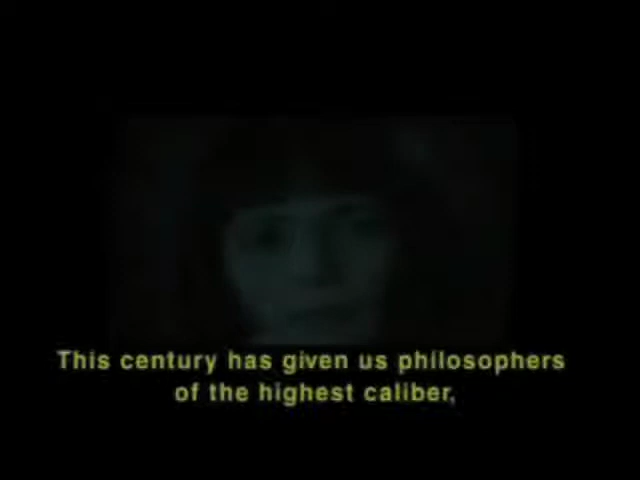 This century has given us philosophers
of the highest caliber,